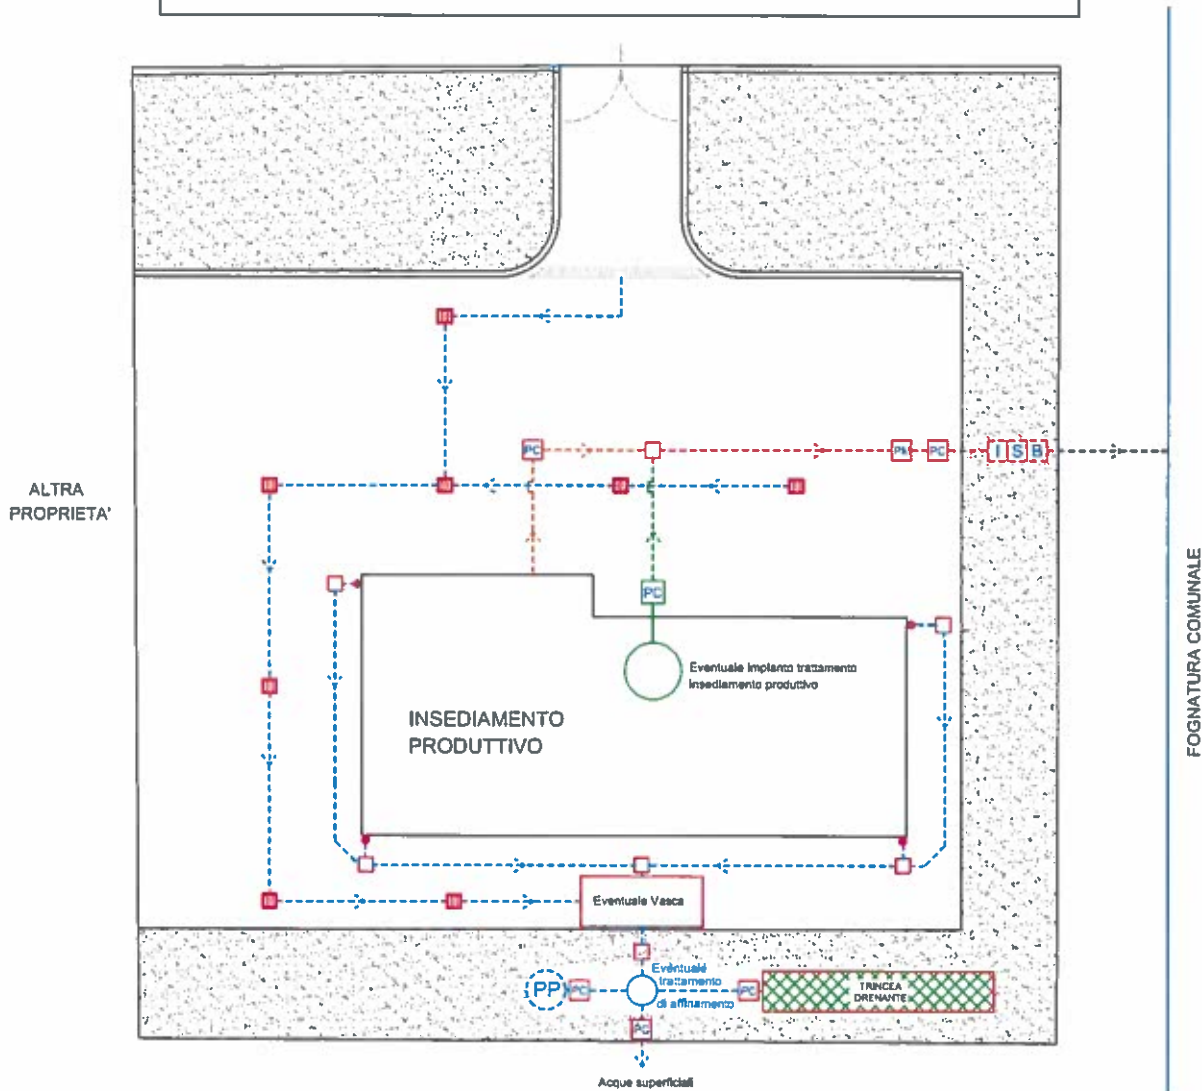 PC
PK
PC
I S B
ALTRA
PROPRIETA'
FOGNATURA COMUNALE
PC
Eventuale Impianto trattamento
Insediamento produttivo
INSEDIAMENTO
PRODUTTIVO
Eventuale Vasca
Eventuale
trattamento
di affinamento
PP
PC
PC
TRINCEA
DRENANTE
PC
Acque superficiali